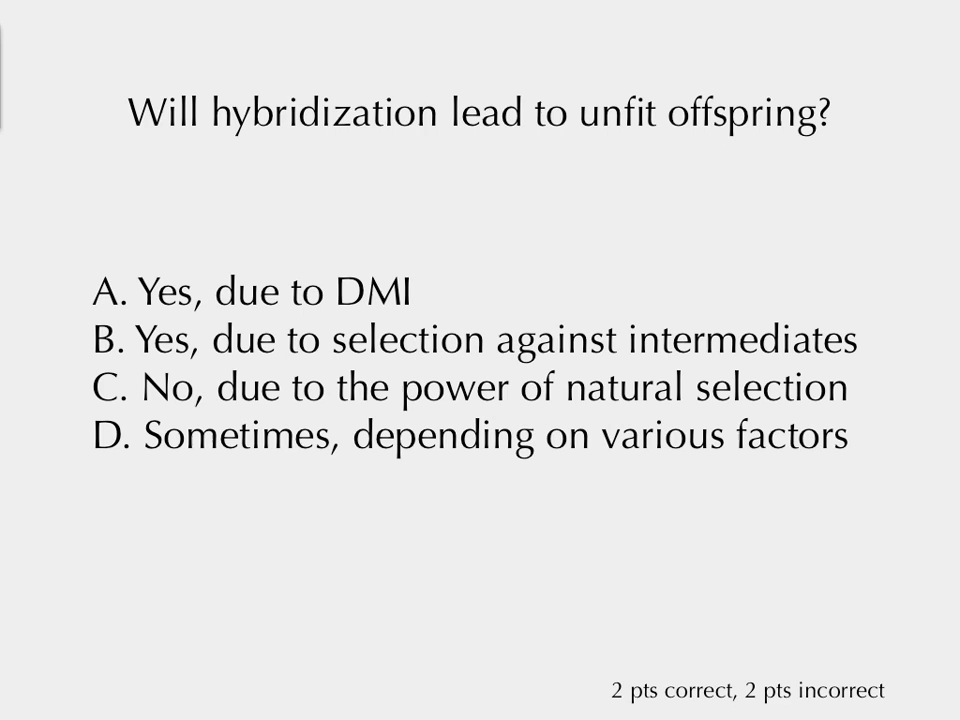 Will hybridization lead to unfit offspring?
A. Yes, due to DMI
B. Yes, due to selection against intermediates
C. No, due to the power of natural selection
D. Sometimes, depending on various factors
2 pts correct, 2 pts incorrect